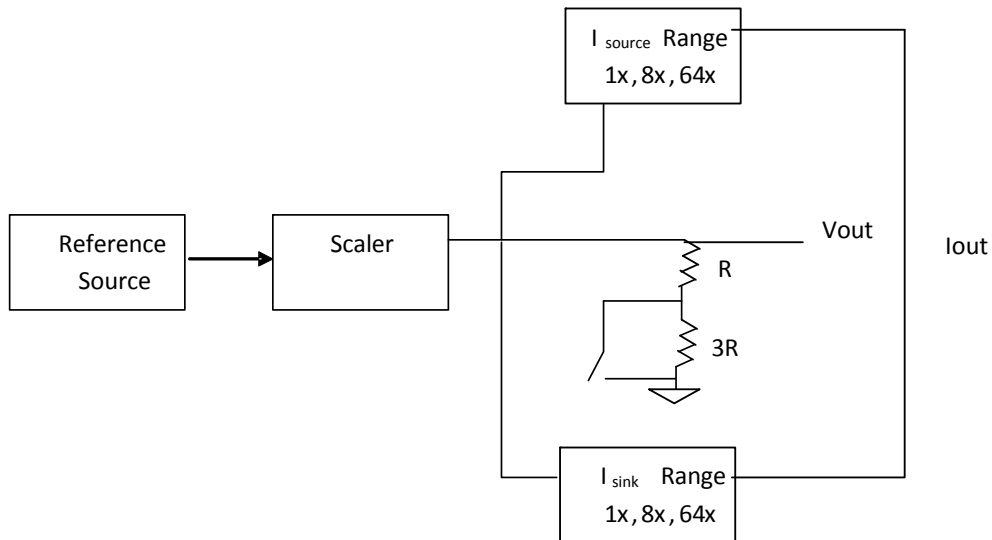 I source Range
1x, 8x, 64x
Reference
Source
Scaler
Vout
Iout
R
3R
I sink Range
1x, 8x, 64x